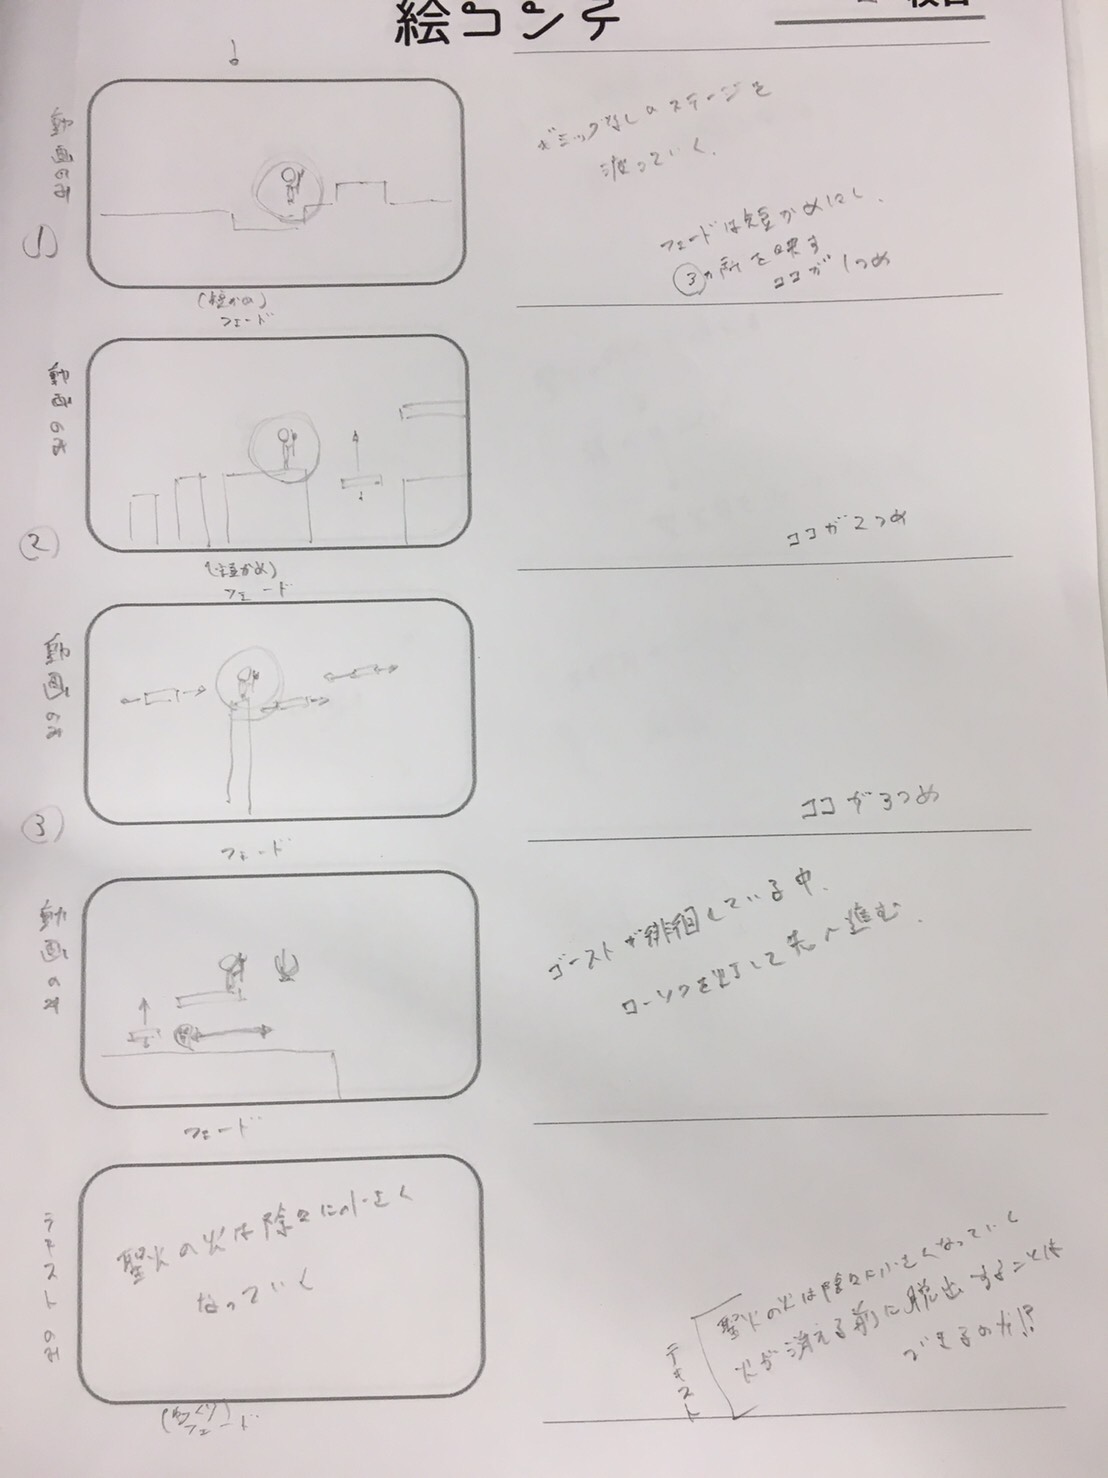 絵コンテ
枚目
動画のみ
ギミックなしのステージを
渡っていく.
フェードは短かめにし.
③の所を映す
ココが1つめ
(短かめ)
フェード
動画のみ
②
ココが2つめ
(短かめ)
フェード
動画のみ
③
ココが3つめ
フェード
動画のみ
ゴーストが徘徊している中.
ローソクを灯して先へ進む.
フェード
テキストのみ
聖火の火は除々に小さく
なっていく
テキスト
聖火の火は除々に小さくなっていく
火が消える前に脱出することは
できるのか!?
フェード